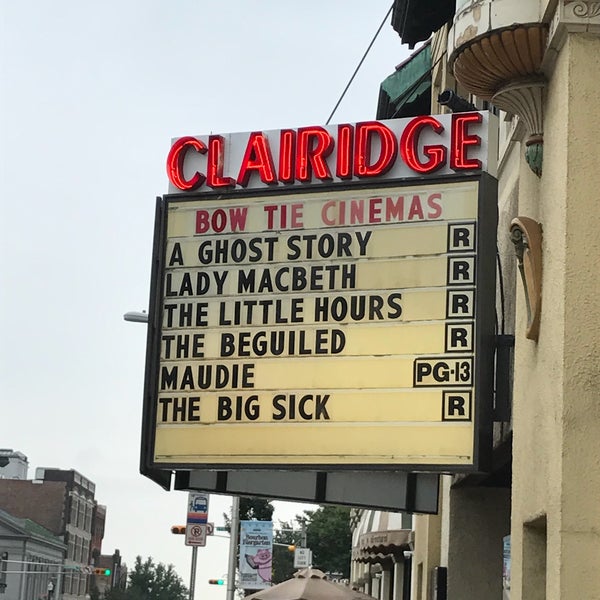 CLAIRIDGE
BOW TIE CINEMAS
A GHOST STORY R
LADY MACBETH R
THE LITTLE HOURS R
THE BEGUILED R
MAUDIE PG-13
THE BIG SICK R